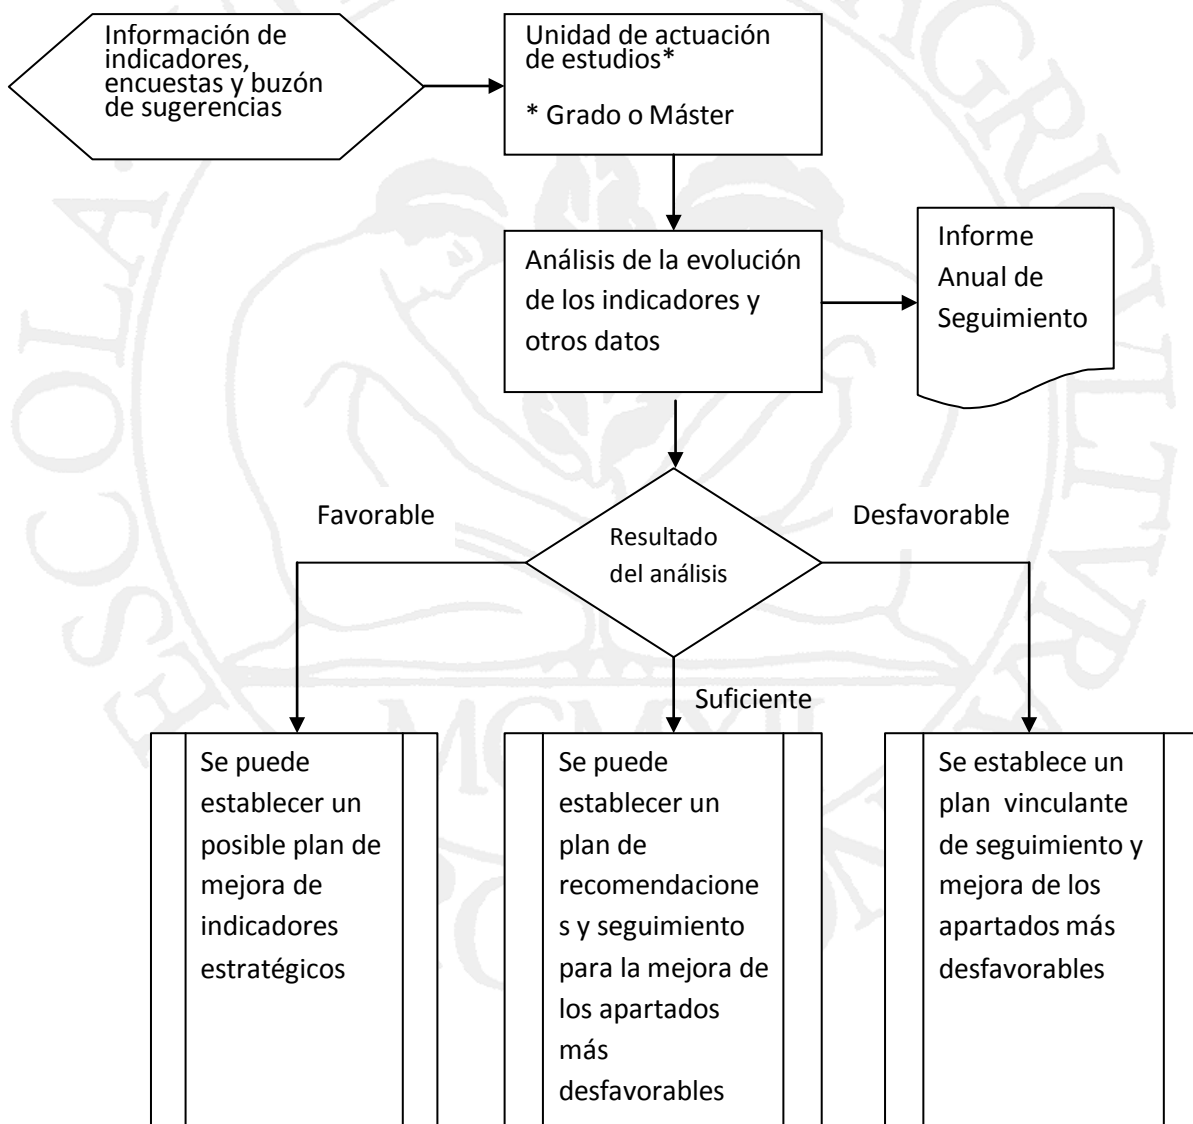 Información de
indicadores,
encuestas y buzón
de sugerencias
Unidad de actuación
de estudios*
* Grado o Máster
Análisis de la evolución
de los indicadores y
otros datos
Informe
Anual de
Seguimiento
Favorable
Resultado
del análisis
Desfavorable
Suficiente
Se puede
establecer un
posible plan de
mejora de
indicadores
estratégicos
Se puede
establecer un
plan de
recomendacione
s y seguimiento
para la mejora de
los apartados
más
desfavorables
Se establece un
plan vinculante
de seguimiento y
mejora de los
apartados más
desfavorables
ESCOLA
MCMXII